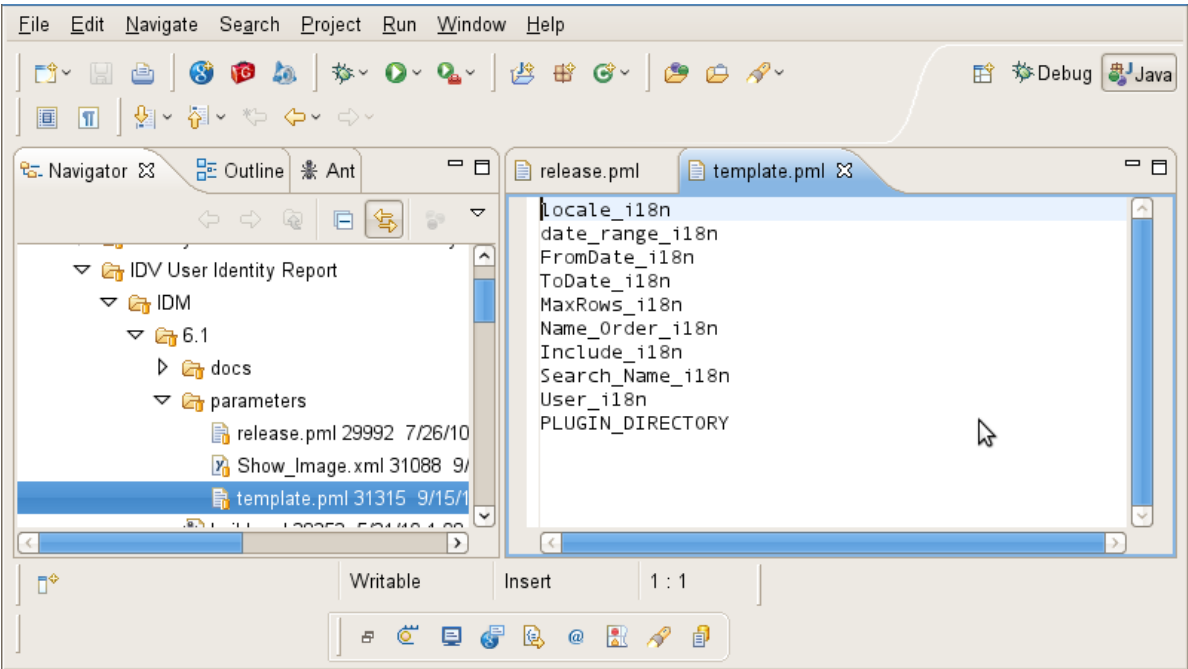 File Edit Navigate Search Project Run Window Help
Debug Java
Navigator Outline Ant
release.pml template.pml
IDV User Identity Report
IDM
6.1
docs
parameters
release.pml 29992 7/26/10
Show_Image.xml 31088 9/
template.pml 31315 9/15/1
locale_i18n
date_range_i18n
FromDate_i18n
ToDate_i18n
MaxRows_i18n
Name_Order_i18n
Include_i18n
Search_Name_i18n
User_i18n
PLUGIN_DIRECTORY
Writable Insert 1 : 1